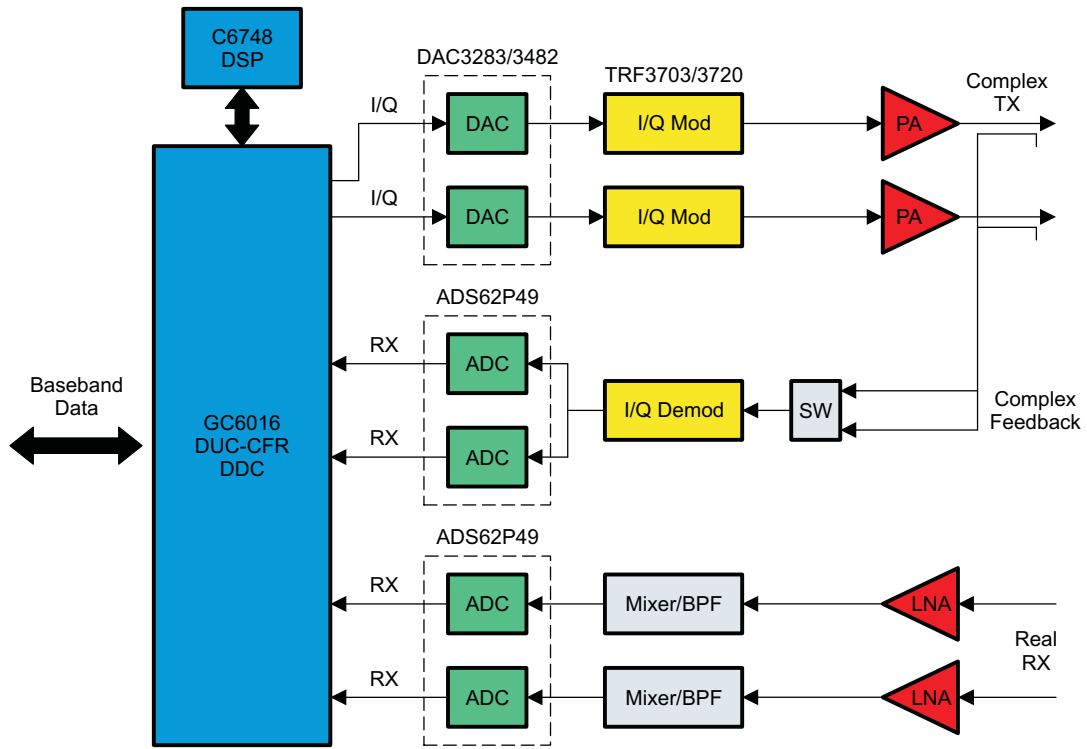 C6748
DSP
DAC3283/3482
TRF3703/3720
Complex
TX
I/Q
DAC
I/Q Mod
PA
I/Q
DAC
I/Q Mod
PA
ADS62P49
RX
ADC
Baseband
Data
GC6016
DUC-CFR
DDC
I/Q Demod
SW
Complex
Feedback
RX
ADC
ADS62P49
RX
ADC
Mixer/BPF
LNA
Real
RX
RX
ADC
Mixer/BPF
LNA